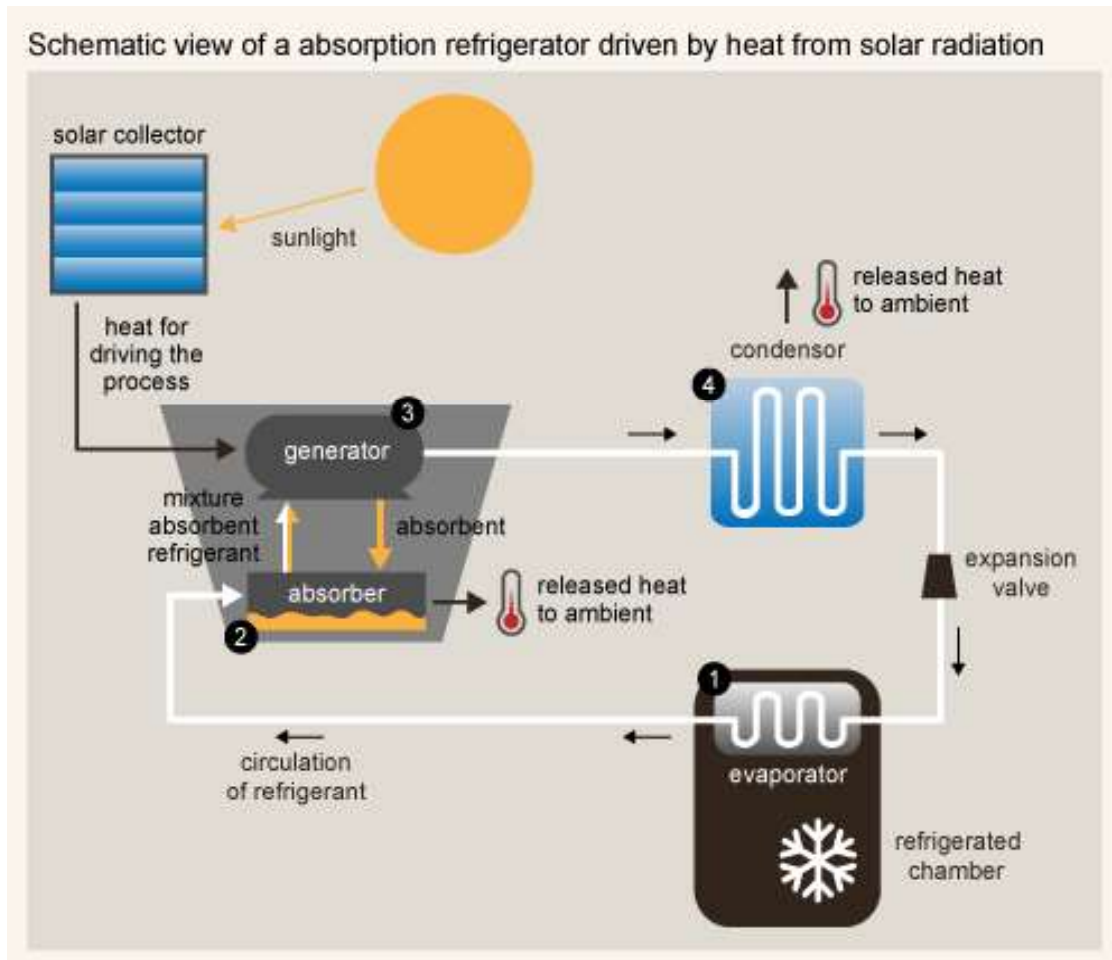 Schematic view of a absorption refrigerator driven by heat from solar radiation
solar collector
sunlight
heat for
driving the
process
released heat
to ambient
condensor
4
3
generator
mixture
absorbent
refrigerant
absorbent
absorber
2
released heat
to ambient
expansion
valve
1
evaporator
circulation
of refrigerant
refrigerated
chamber